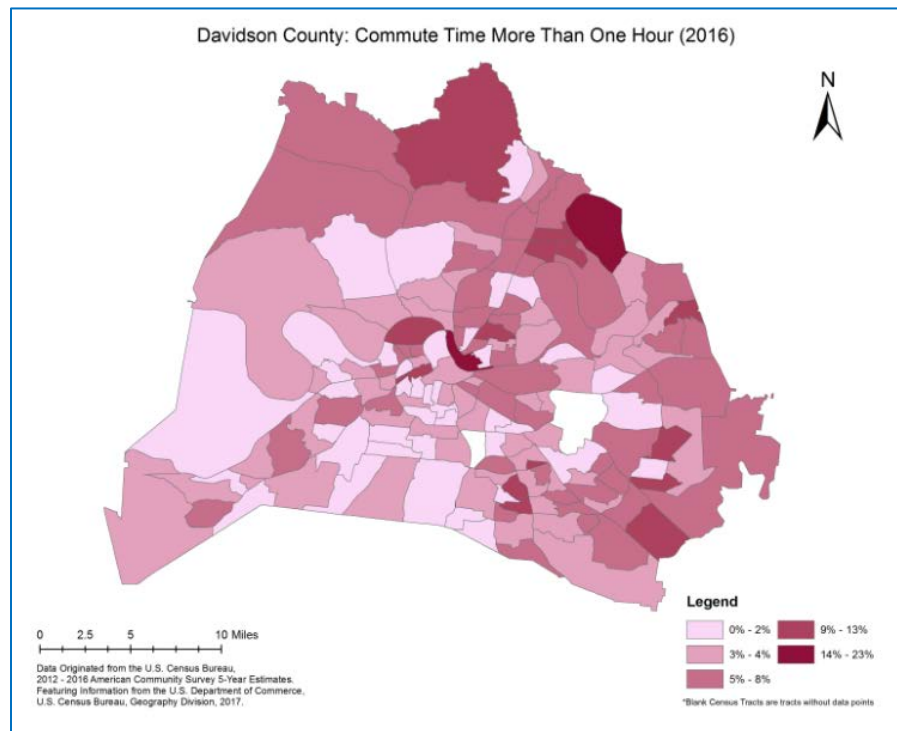 Davidson County: Commute Time More Than One Hour (2016)
N
Legend
0% - 2%
9% - 13%
3% - 4%
14% - 23%
5% - 8%
0 2.5 5 10 Miles
Data Originated from the U.S. Census Bureau,
2012 - 2016 American Community Survey 5-Year Estimates.
Featuring Information from the U.S. Department of Commerce,
U.S. Census Bureau, Geography Division, 2017.
*Blank Census Tracts are tracts without data points